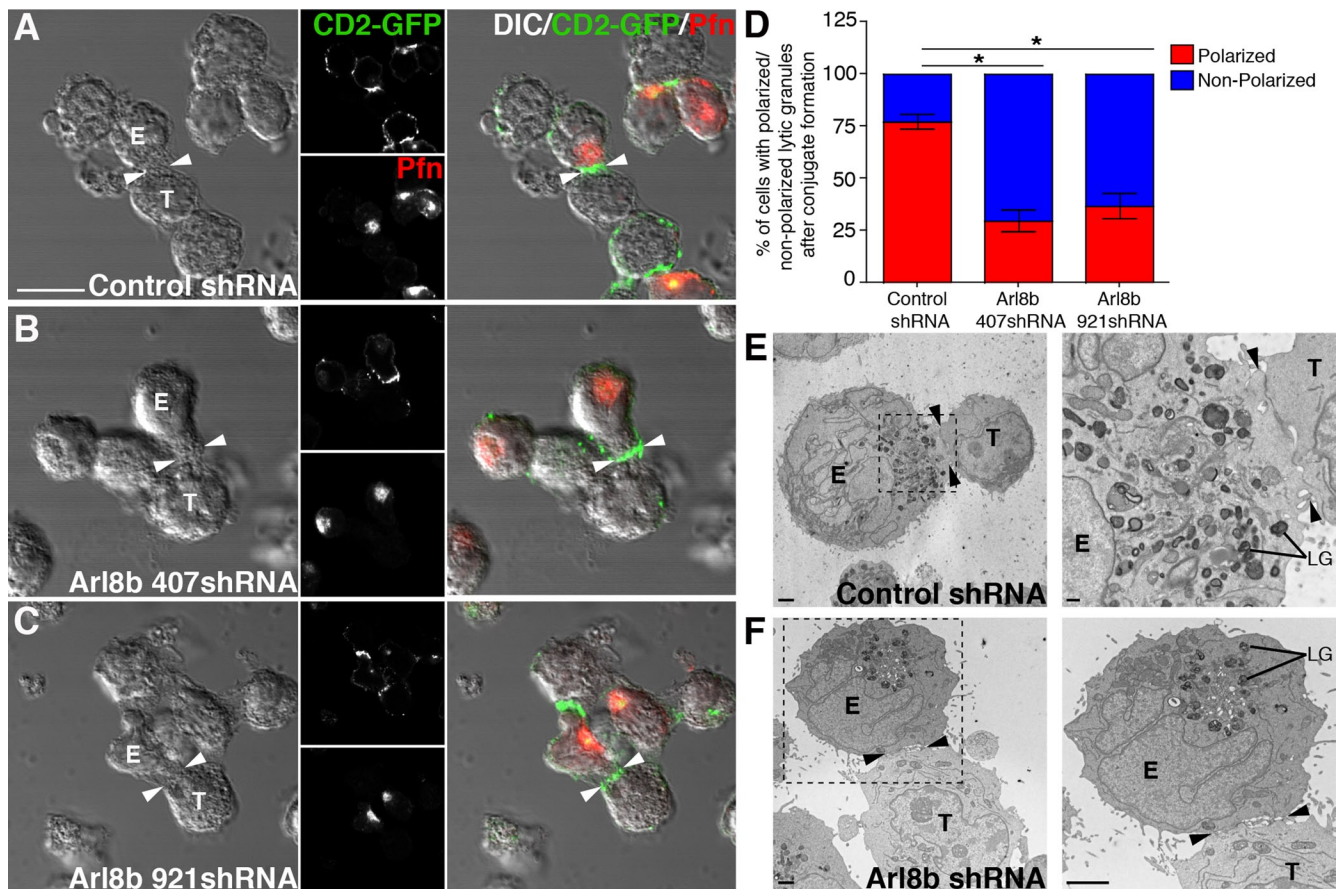 A
CD2-GFP
DIC/CD2-GFP/Pfn
E
T
Pfn
Control shRNA
B
E
T
Arl8b 407shRNA
C
E
T
Arl8b 921shRNA
D
% of cells with polarized/
non-polarized lytic granules
after conjugate formation
125
100
75
50
25
0
*
*
Polarized
Non-Polarized
Control
shRNA
Arl8b
407shRNA
Arl8b
921shRNA
E
E
T
Control shRNA
T
E
LG
F
E
T
Arl8b shRNA
LG
E
T